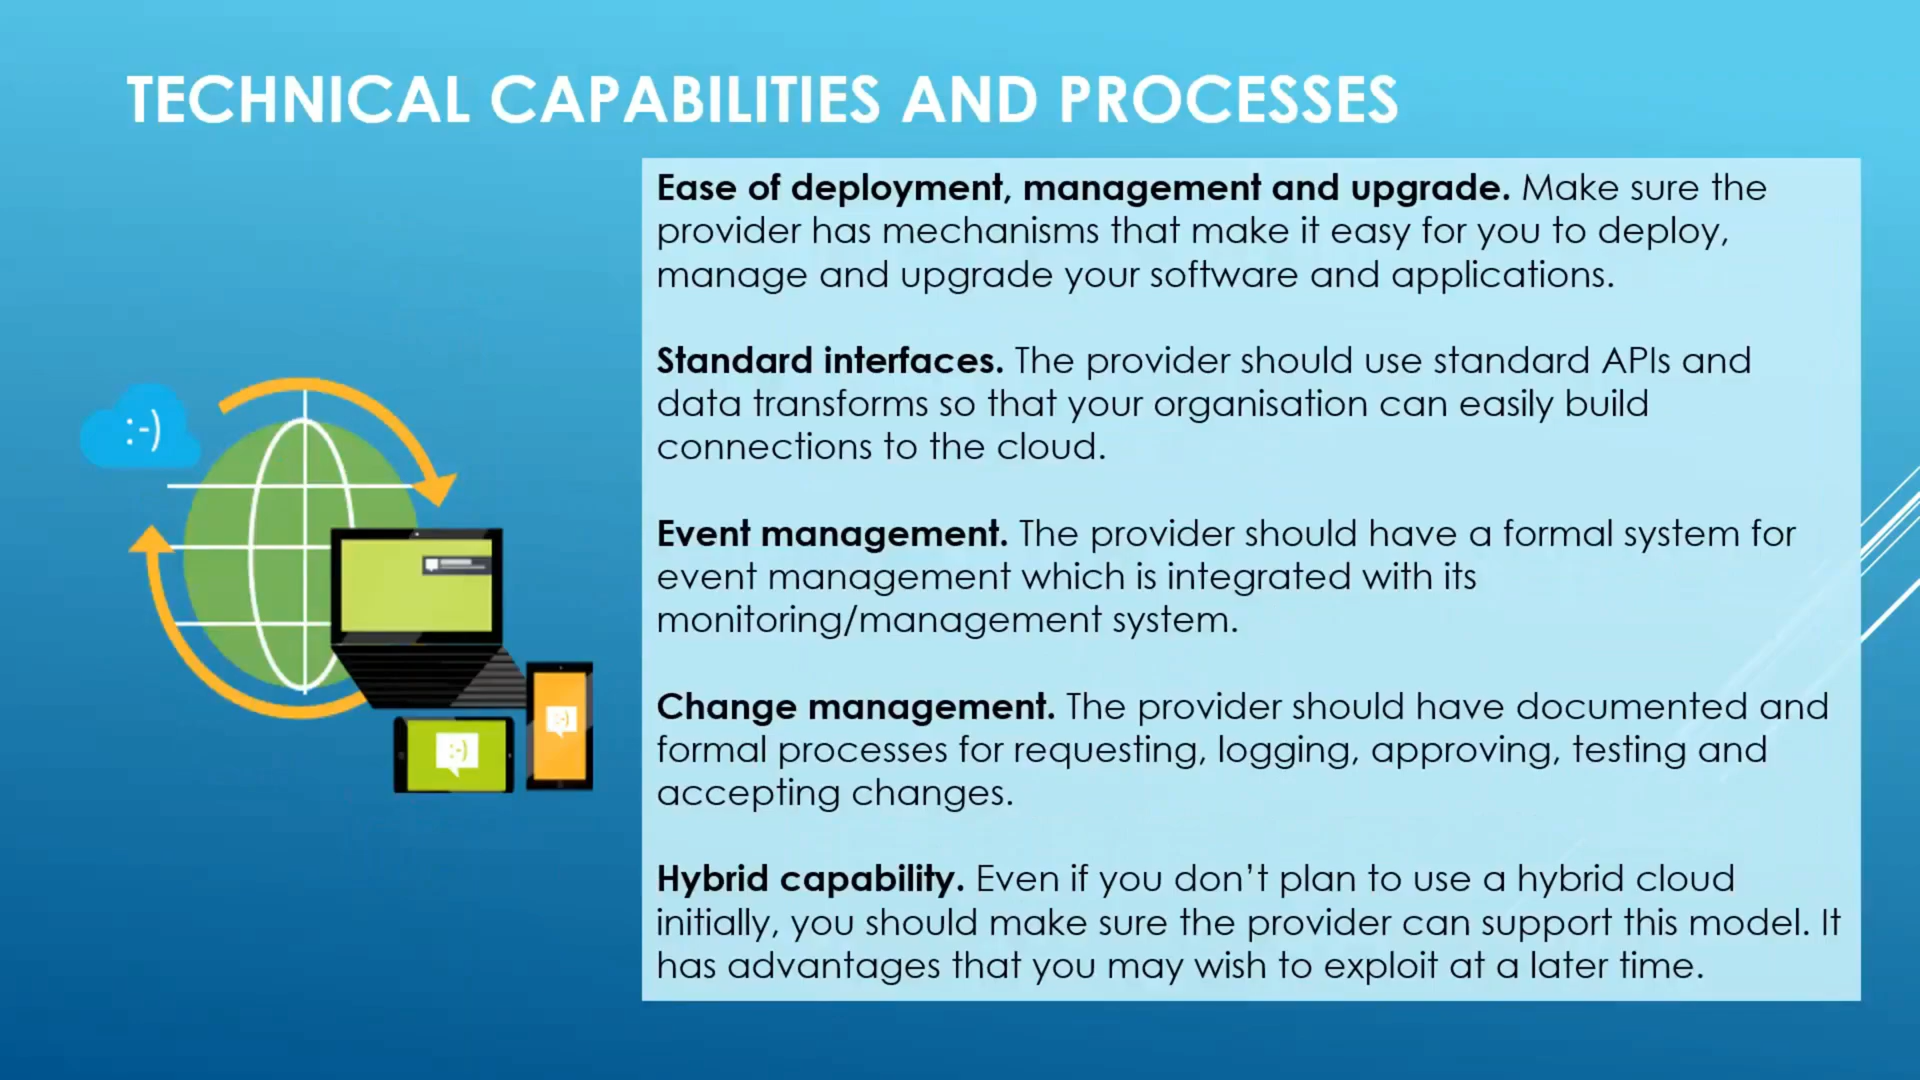 TECHNICAL CAPABILITIES AND PROCESSES
Ease of deployment, management and upgrade. Make sure the
provider has mechanisms that make it easy for you to deploy,
manage and upgrade your software and applications.
Standard interfaces. The provider should use standard APIs and
data transforms so that your organisation can easily build
connections to the cloud.
Event management. The provider should have a formal system for
event management which is integrated with its
monitoring/management system.
Change management. The provider should have documented and
formal processes for requesting, logging, approving, testing and
accepting changes.
Hybrid capability. Even if you don’t plan to use a hybrid cloud
initially, you should make sure the provider can support this model. It
has advantages that you may wish to exploit at a later time.
:-)
:-)
:-)